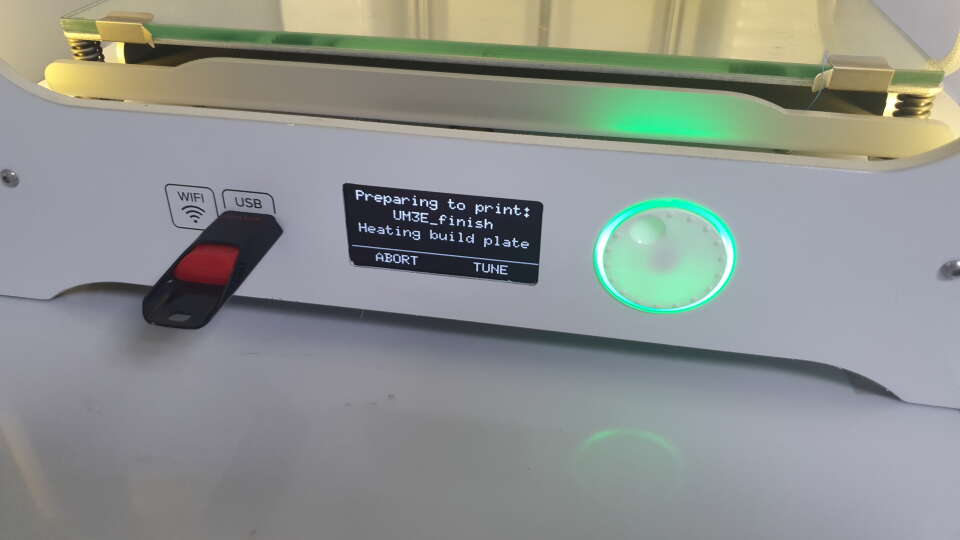 WIFI
USB
Preparing to print:
UM3E_finish
Heating build plate
ABORT
TUNE